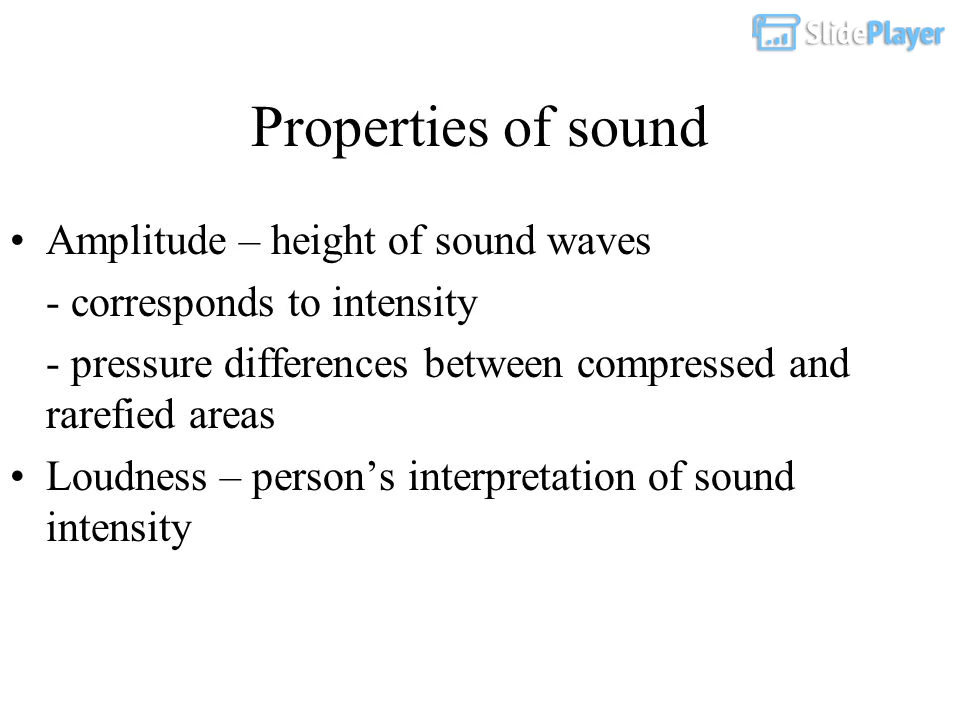 SlidePlayer
Properties of sound
• Amplitude – height of sound waves
- corresponds to intensity
- pressure differences between compressed and
rarefied areas
• Loudness – person’s interpretation of sound
intensity